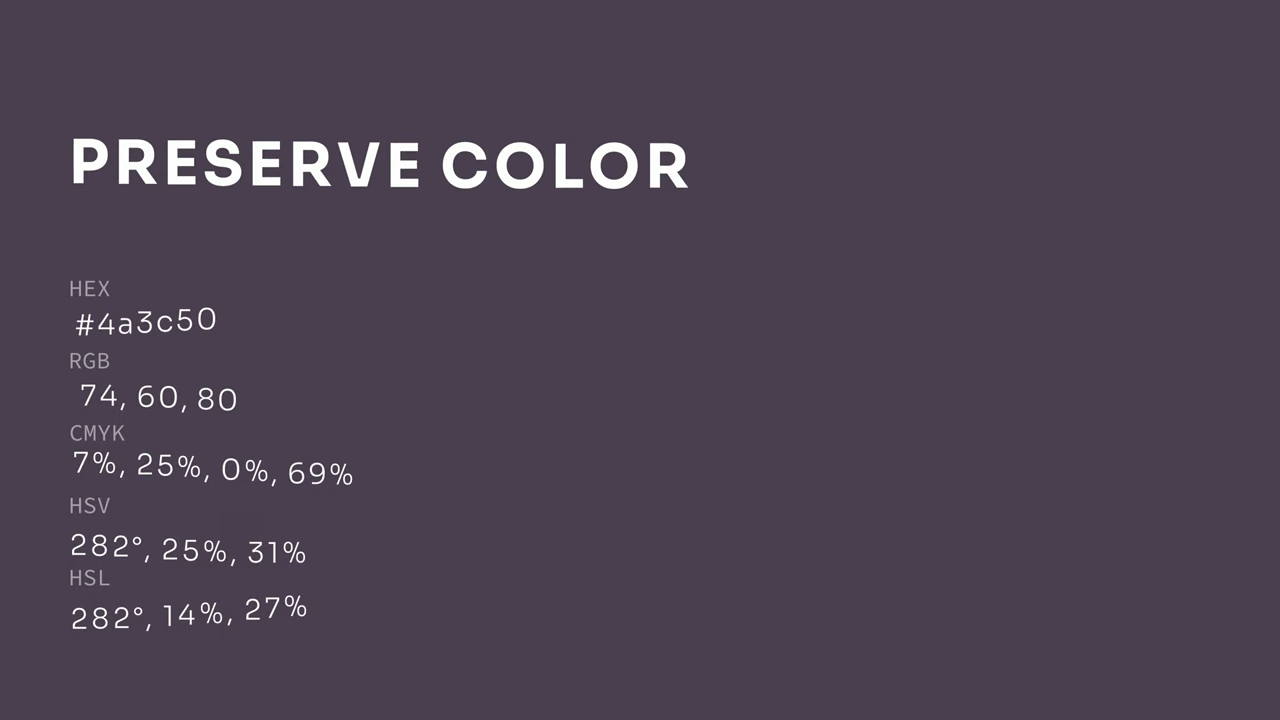 PRESERVE COLOR
HEX
#4a3c50
RGB
74, 60, 80
CMYK
7%, 25%, 0%, 69%
HSV
282°, 25%, 31%
HSL
282°, 14%, 27%